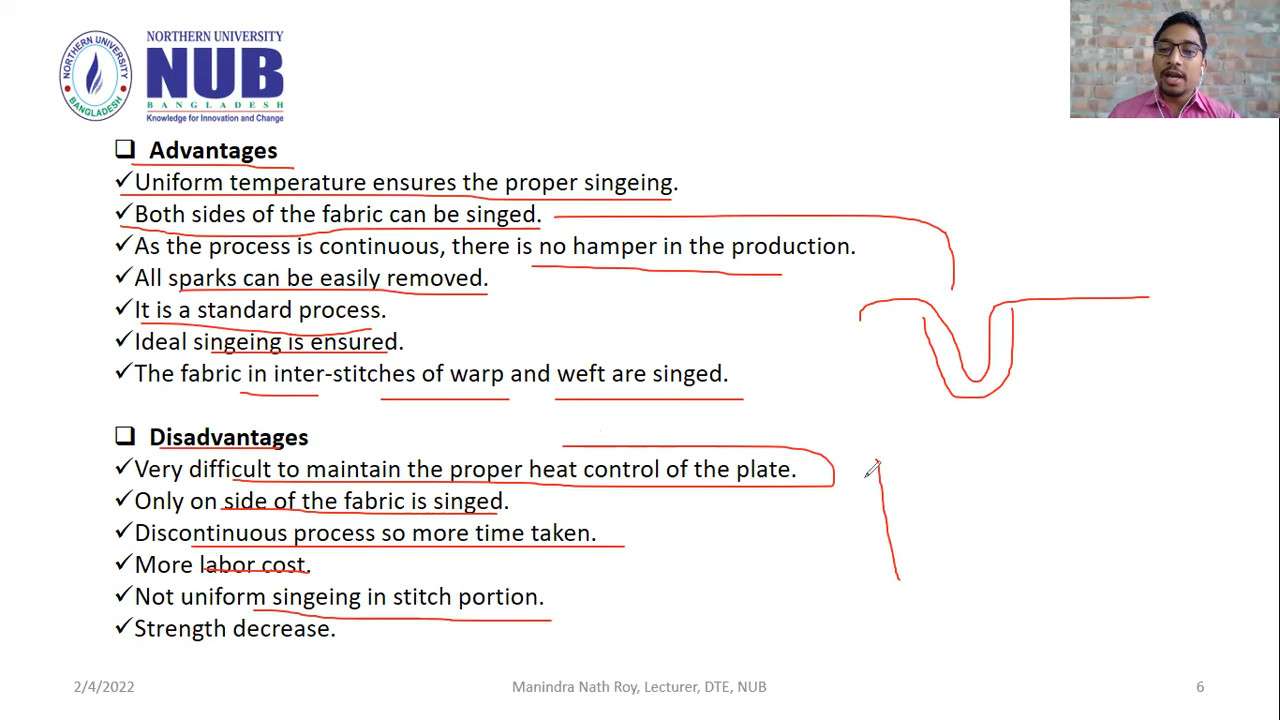 NORTHERN UNIVERSITY
NORTHERN UNIVERSITY
NUB
BANGLADESH
BANGLADESH
Knowledge for Innovation and Change
Advantages
Uniform temperature ensures the proper singeing.
Both sides of the fabric can be singed.
As the process is continuous, there is no hamper in the production.
All sparks can be easily removed.
It is a standard process.
Ideal singeing is ensured.
The fabric in inter-stitches of warp and weft are singed.
Disadvantages
Very difficult to maintain the proper heat control of the plate.
Only on side of the fabric is singed.
Discontinuous process so more time taken.
More labor cost.
Not uniform singeing in stitch portion.
Strength decrease.
2/4/2022
Manindra Nath Roy, Lecturer, DTE, NUB
6